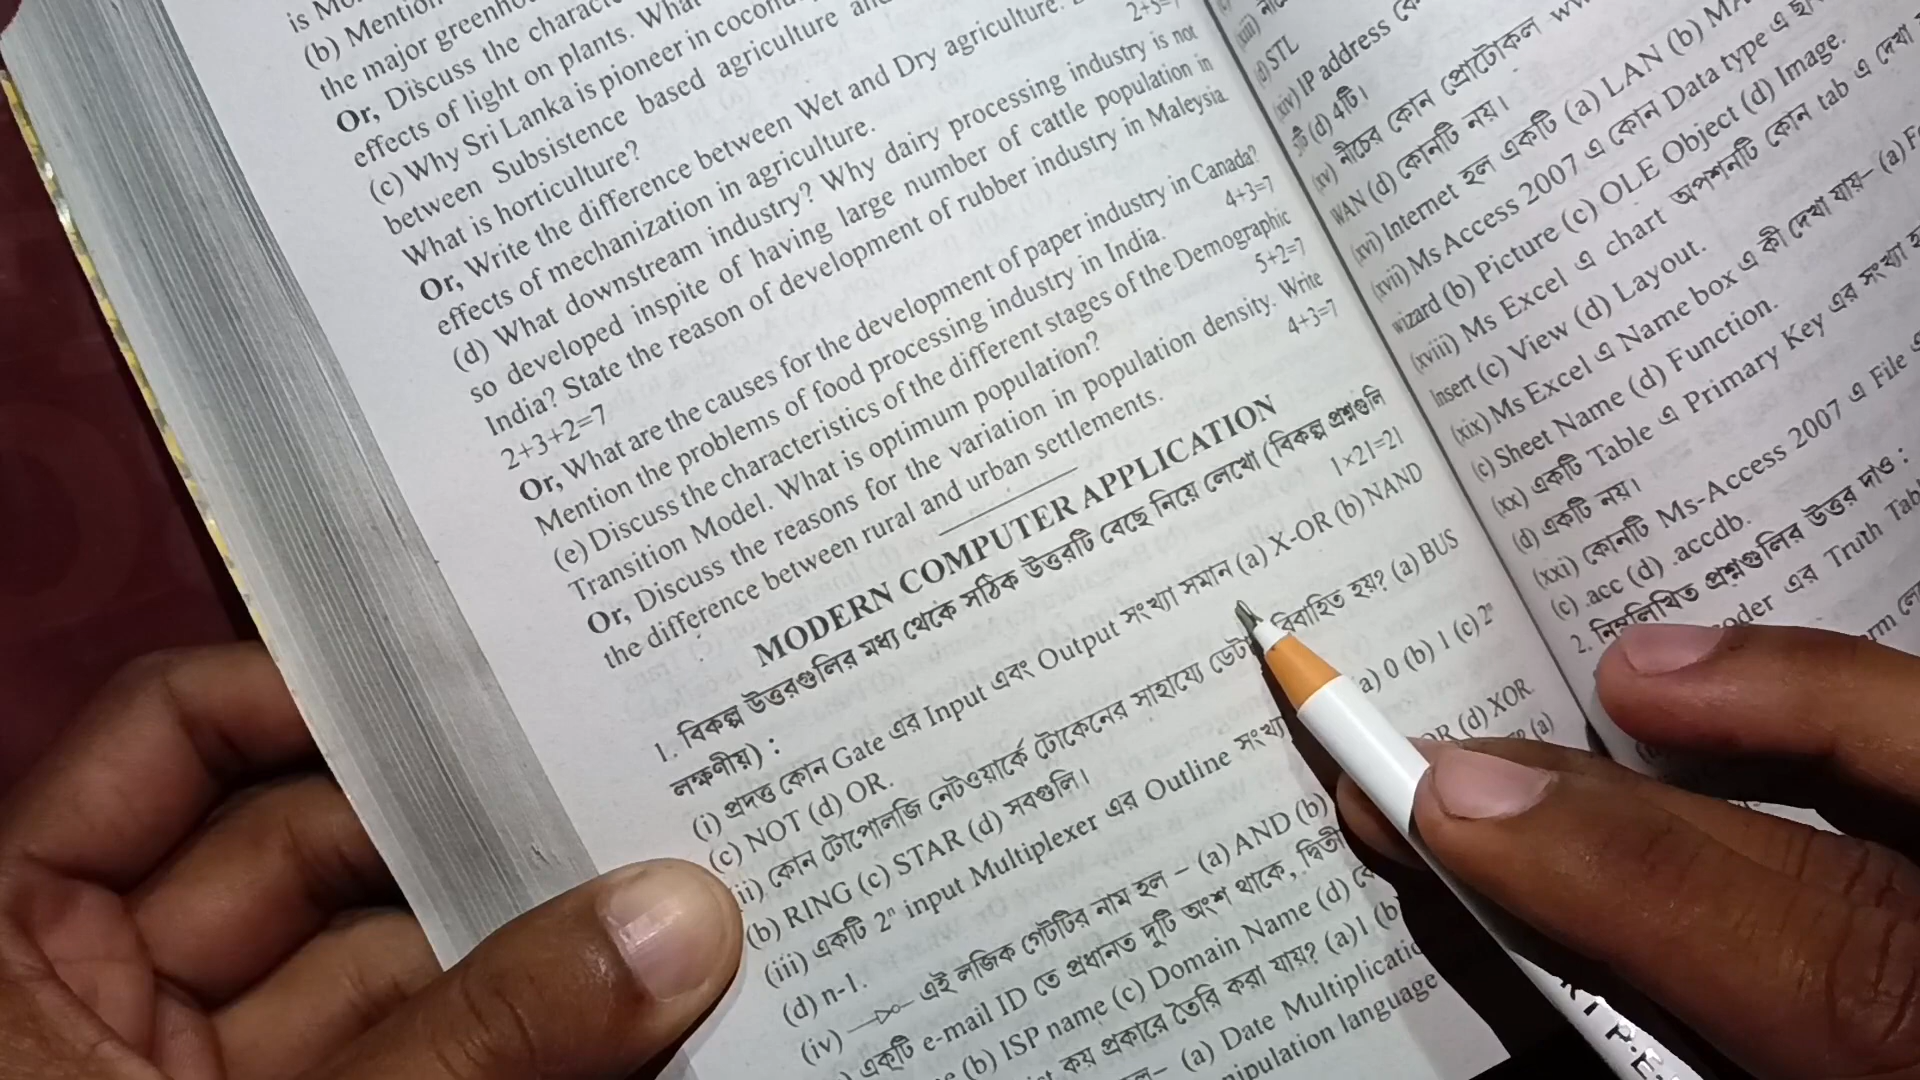 is Mo
(b) Mention
the major greenho
Or, Discuss the charact
effects of light on plants. What
(c) Why Sri Lanka is pioneer in coconu
between Subsistence based agriculture an
What is horticulture?
2+5=7
Or, Write the difference between Wet and Dry agriculture.
effects of mechanization in agriculture.
(d) What downstream industry? Why dairy processing industry is not
so developed inspite of having large number of cattle population in
India? State the reason of development of rubber industry in Maleysia.
2+3+2=7
Or, What are the causes for the development of paper industry in Canada?
Mention the problems of food processing industry in India. 4+3=7
(e) Discuss the characteristics of the different stages of the Demographic
Transition Model. What is optimum population? 5+2=7
Or, Discuss the reasons for the variation in population density. Write
the difference between rural and urban settlements. 4+3=7
MODERN COMPUTER APPLICATION
1. বিকল্প উত্তরগুলির মধ্য থেকে সঠিক উত্তরটি বেছে নিয়ে লেখো (বিকল্প প্রশ্নগুলি
লক্ষণীয়) : 1×21=21
(i) প্রদত্ত কোন Gate এর Input এবং Output সংখ্যা সমান (a) X-OR (b) NAND
(c) NOT (d) OR.
(ii) কোন টোপোলজি নেটওয়ার্কে টোকেনের সাহায্যে ডেটা বিবাহিত হয়? (a) BUS
(b) RING (c) STAR (d) সবগুলি।
(iii) একটি 2ⁿ input Multiplexer এর Outline সংখ্যা (a) 0 (b) 1 (c) 2ⁿ
(d) n-1.
(iv) এই লজিক গেটটির নাম হল – (a) AND (b) OR (d) XOR
একটি e-mail ID তে প্রধানত দুটি অংশ থাকে, দ্বিতী (a)
(b) ISP name (c) Domain Name (d)
কয় প্রকারে তৈরি করা যায়? (a) 1 (b)
(a) Date Multiplicatio
nipulation language
(d) STL
(xiv) IP address
টি (d) 4টি।
(xv) নীচের কোন প্রোটোকল
WAN (d) কোনটি নয়।
(xvi) Internet হল একটি (a) LAN (b) MA
(xvii) Ms Access 2007 এ কোন Data type এ
wizard (b) Picture (c) OLE Object (d) Image.
(xviii) Ms Excel এ chart অপশনটি কোন tab এ দেখা
Insert (c) View (d) Layout.
(xix) Ms Excel এ Name box এ কী দেখা যায়– (a) F
(c) Sheet Name (d) Function.
(xx) একটি Table এ Primary Key এর সংখ্যা
(d) একটি নয়।
(xxi) কোনটি Ms-Access 2007 এ File
(c) .acc (d) .accdb.
2. নিম্নলিখিত প্রশ্নগুলির উত্তর দাও :
oder এর Truth Tab